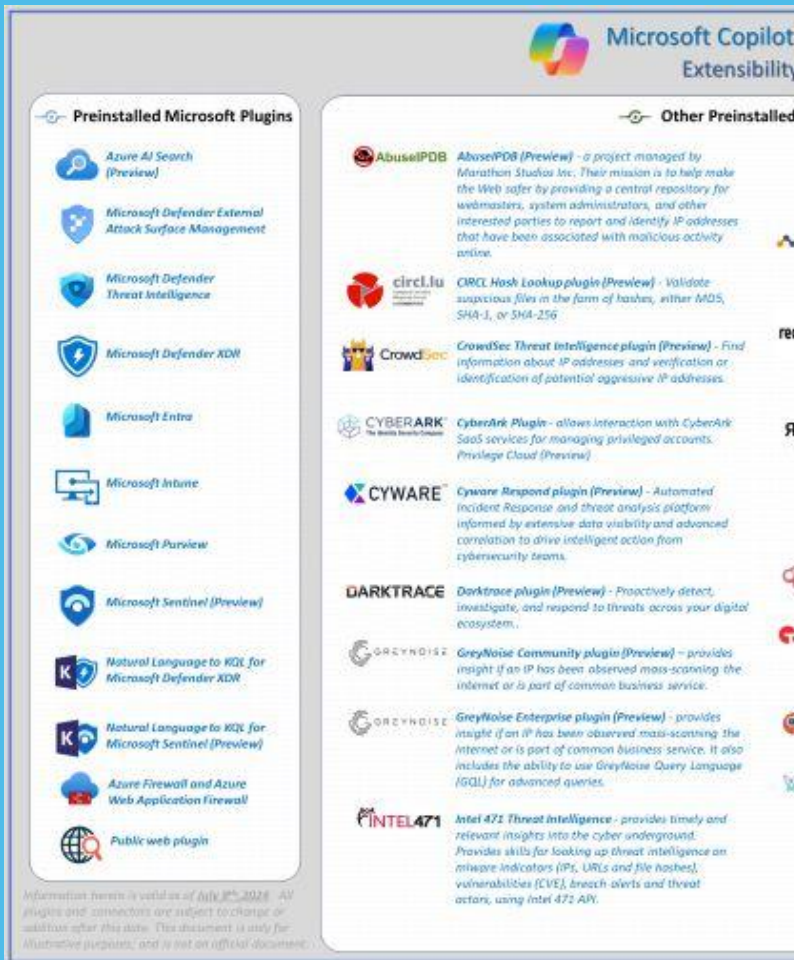 Microsoft Copilot
Extensibility
Preinstalled Microsoft Plugins
Azure AI Search
(Preview)
Microsoft Defender External
Attack Surface Management
Microsoft Defender
Threat Intelligence
Microsoft Defender XDR
Microsoft Entra
Microsoft Intune
Microsoft Purview
Microsoft Sentinel (Preview)
Natural Language to KQL for
Microsoft Defender XDR
Natural Language to KQL for
Microsoft Sentinel (Preview)
Azure Firewall and Azure
Web Application Firewall
Public web plugin
Information herein is valid as of July 8th, 2024. All
plugins and connectors are subject to change or
addition after this date. This document is only for
illustrative purposes, and is not an official document.
Other Preinstalled
AbuseIPDB
AbuseIPDB (Preview) - a project managed by
Marathon Studios Inc. Their mission is to help make
the Web safer by providing a central repository for
webmasters, system administrators, and other
interested parties to report and identify IP addresses
that have been associated with malicious activity
online.
circl.lu
CIRCL Hash Lookup plugin (Preview) - Validate
suspicious files in the form of hashes, either MD5,
SHA-1, or SHA-256
CrowdSec
CrowdSec Threat Intelligence plugin (Preview) - Find
information about IP addresses and verification or
identification of potential aggressive IP addresses.
CYBERARK
The Identity Security Company
CyberArk Plugin - allows interaction with CyberArk
SaaS services for managing privileged accounts.
Privilege Cloud (Preview)
CYWARE
Cyware Respond plugin (Preview) - Automated
Incident Response and threat analysis platform
informed by extensive data visibility and advanced
correlation to drive intelligent action from
cybersecurity teams.
DARKTRACE
Darktrace plugin (Preview) - Proactively detect,
investigate, and respond to threats across your digital
ecosystem..
GREYNOISE
GreyNoise Community plugin (Preview) – provides
insight if an IP has been observed mass-scanning the
internet or is part of common business service.
GREYNOISE
GreyNoise Enterprise plugin (Preview) - provides
insight if an IP has been observed mass-scanning the
internet or is part of common business service. It also
includes the ability to use GreyNoise Query Language
(GQL) for advanced queries.
INTEL471
Intel 471 Threat Intelligence - provides timely and
relevant insights into the cyber underground.
Provides skills for looking up threat intelligence on
mlware indicators (IPs, URLs and file hashes),
vulnerabilities (CVE), breach alerts and threat
actors, using Intel 471 API.